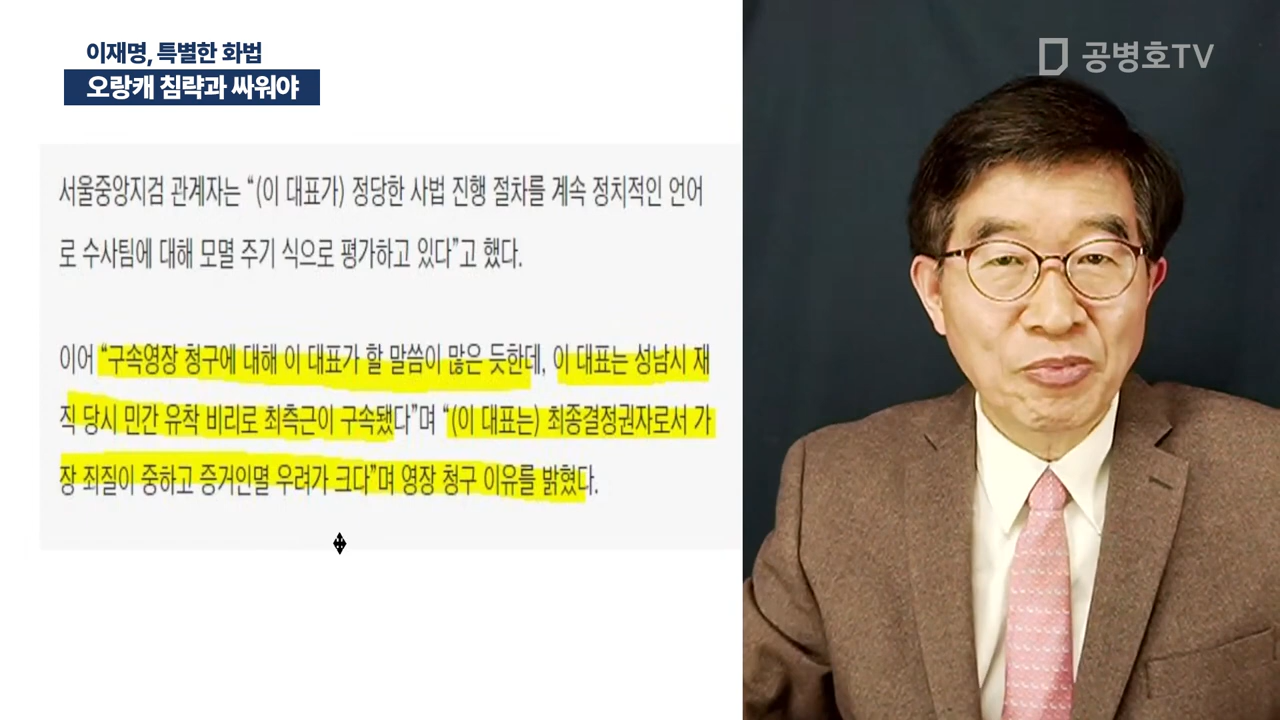 이재명, 특별한 화법
오랑캐 침략과 싸워야
공병호TV
서울중앙지검 관계자는 “(이 대표가) 정당한 사법 진행 절차를 계속 정치적인 언어
로 수사팀에 대해 모멸 주기 식으로 평가하고 있다”고 했다.
이어 “구속영장 청구에 대해 이 대표가 할 말씀이 많은 듯한데, 이 대표는 성남시 재
직 당시 민간 유착 비리로 최측근이 구속됐다”며 “(이 대표는) 최종결정권자로서 가
장 죄질이 중하고 증거인멸 우려가 크다”며 영장 청구 이유를 밝혔다.